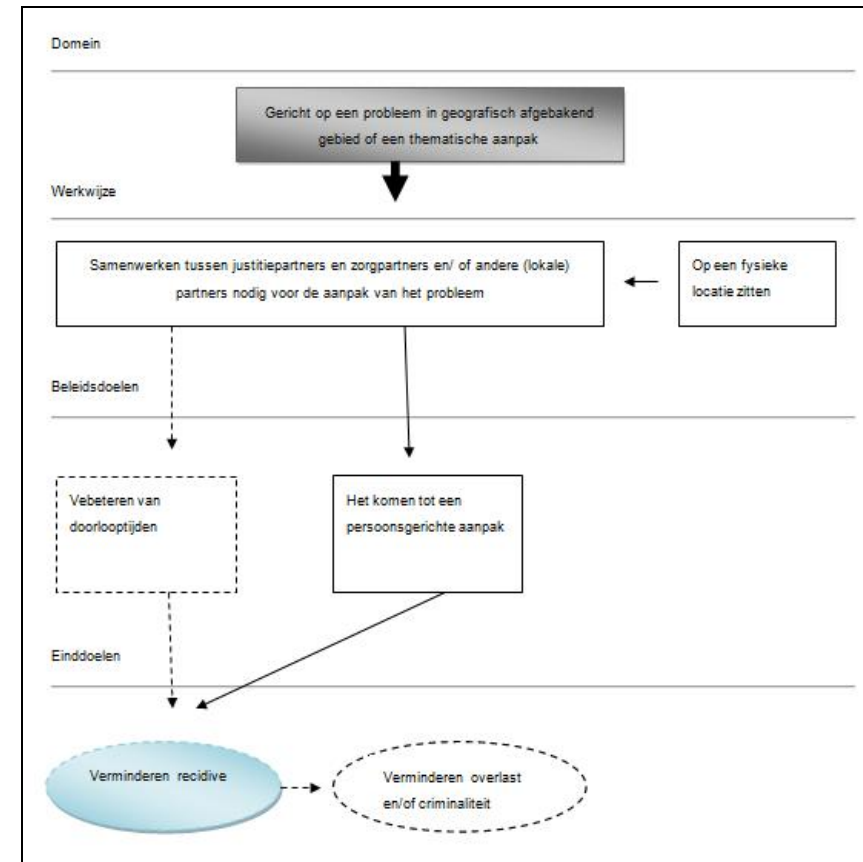 Domein
Gericht op een probleem in geografisch afgebakend
gebied of een thematische aanpak
Werkwijze
Samenwerken tussen justitiepartners en zorgpartners en/ of andere (lokale)
partners nodig voor de aanpak van het probleem
Op een fysieke
locatie zitten
Beleidsdoelen
Vebeteren van
doorlooptijden
Het komen tot een
persoonsgerichte aanpak
Einddoelen
Verminderen recidive
Verminderen overlast
en/of criminaliteit